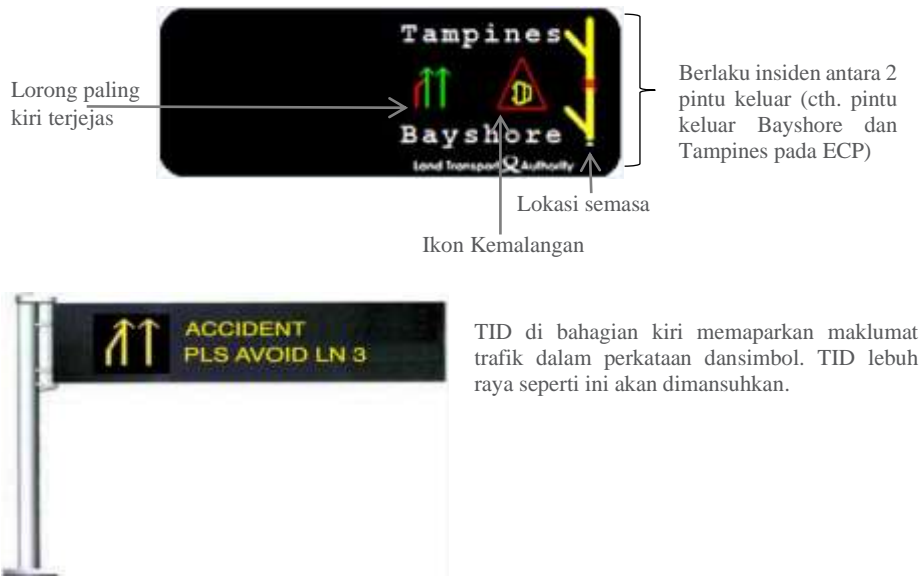 Tampines
Bayshore
Land Transport Authority
Lorong paling
kiri terjejas
Berlaku insiden antara 2
pintu keluar (cth. pintu
keluar Bayshore dan
Tampines pada ECP)
Lokasi semasa
Ikon Kemalangan
ACCIDENT
PLS AVOID LN 3
TID di bahagian kiri memaparkan maklumat
trafik dalam perkataan dansimbol. TID lebuh
raya seperti ini akan dimansuhkan.